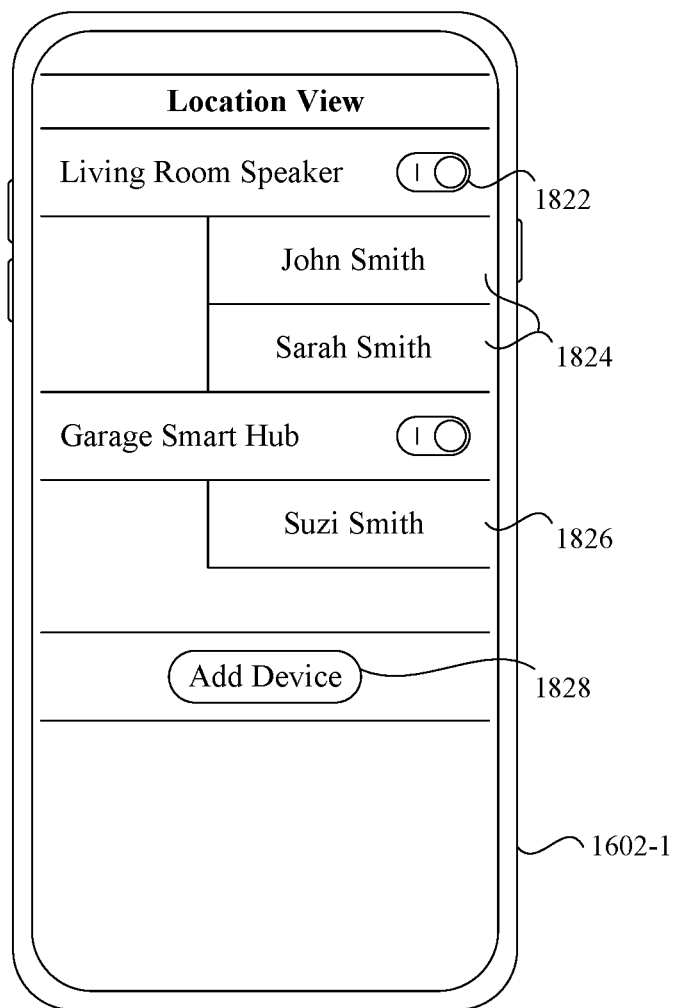 Location View
Living Room Speaker
1822
John Smith
Sarah Smith
1824
Garage Smart Hub
Suzi Smith
1826
Add Device
1828
1602-1